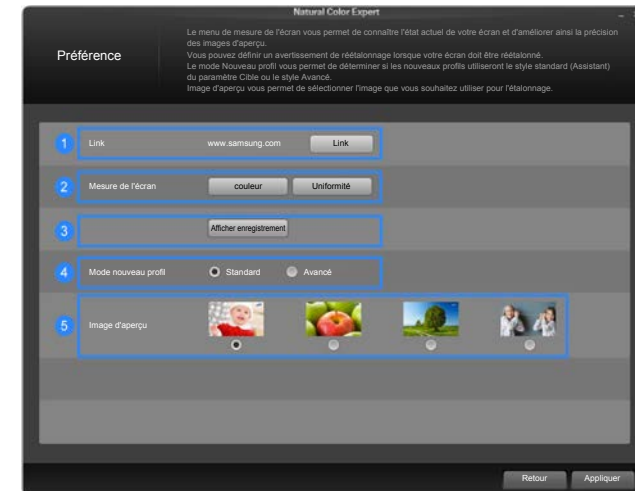 Natural Color Expert
Préférence
Le menu de mesure de l'écran vous permet de connaître l'état actuel de votre écran et d'améliorer ainsi la précision
des images d'aperçu.
Vous pouvez définir un avertissement de réétalonnage lorsque votre écran doit être réétalonné.
Le mode Nouveau profil vous permet de déterminer si les nouveaux profils utiliseront le style standard (Assistant)
du paramètre Cible ou le style Avancé.
Image d'aperçu vous permet de sélectionner l'image que vous souhaitez utiliser pour l'étalonnage.
1 Link www.samsung.com Link
2 Mesure de l'écran couleur Uniformité
3 Afficher enregistrement
4 Mode nouveau profil Standard Avancé
5 Image d'aperçu
Retour Appliquer